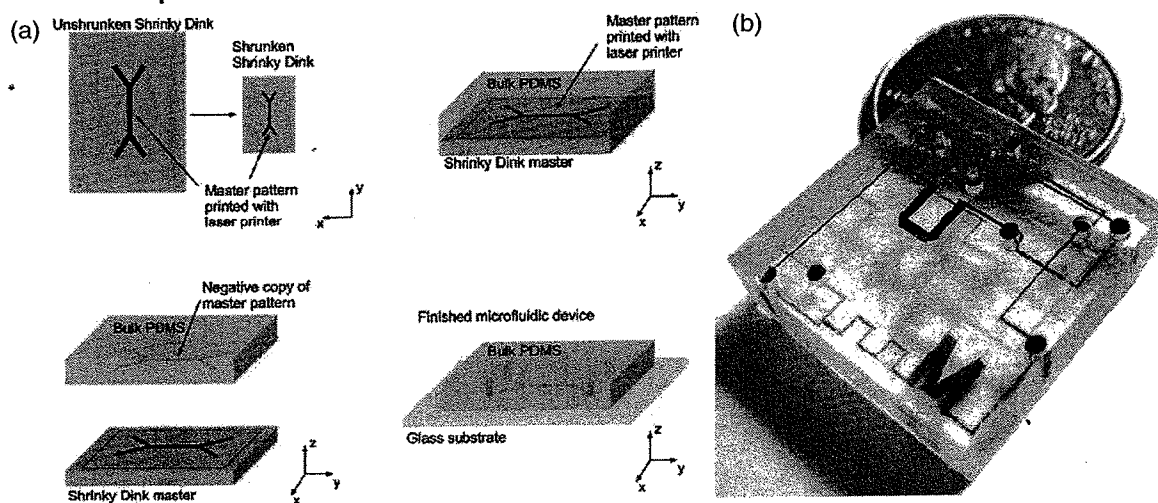 (a)
Unshrunken Shrinky Dink
Shrunken
Shrinky Dink
Master pattern
printed with
laser printer
y
x
Master pattern
printed with
laser printer
Bulk PDMS
Shrinky Dink master
z
y
x
Negative copy of
master pattern
Bulk PDMS
Shrinky Dink master
z
y
x
Finished microfluidic device
Bulk PDMS
Glass substrate
z
y
x
(b)
U
M